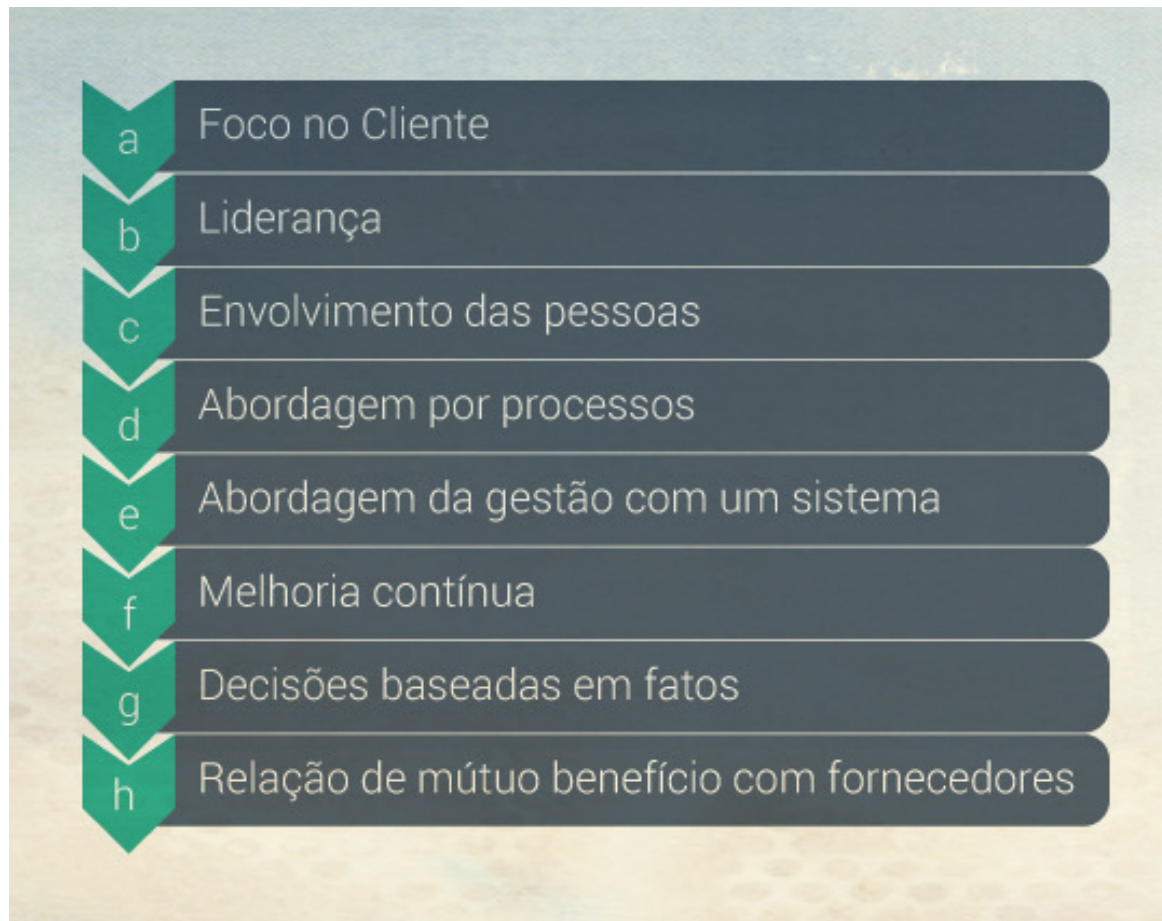 a Foco no Cliente
b Liderança
c Envolvimento das pessoas
d Abordagem por processos
e Abordagem da gestão com um sistema
f Melhoria contínua
g Decisões baseadas em fatos
h Relação de mútuo benefício com fornecedores